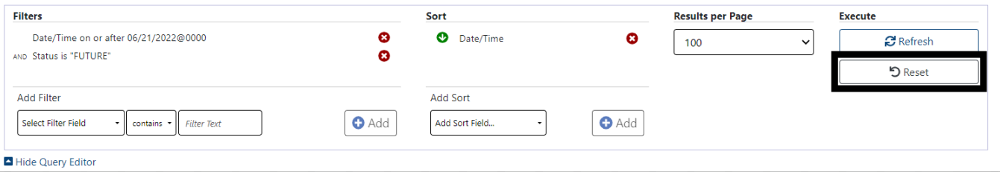 Filters
Sort
Results per Page
Execute
Date/Time on or after 06/21/2022@0000
AND Status is "FUTURE"
Date/Time
100
Refresh
Reset
Add Filter
Add Sort
Select Filter Field
contains
Filter Text
Add
Add Sort Field...
Add
Hide Query Editor